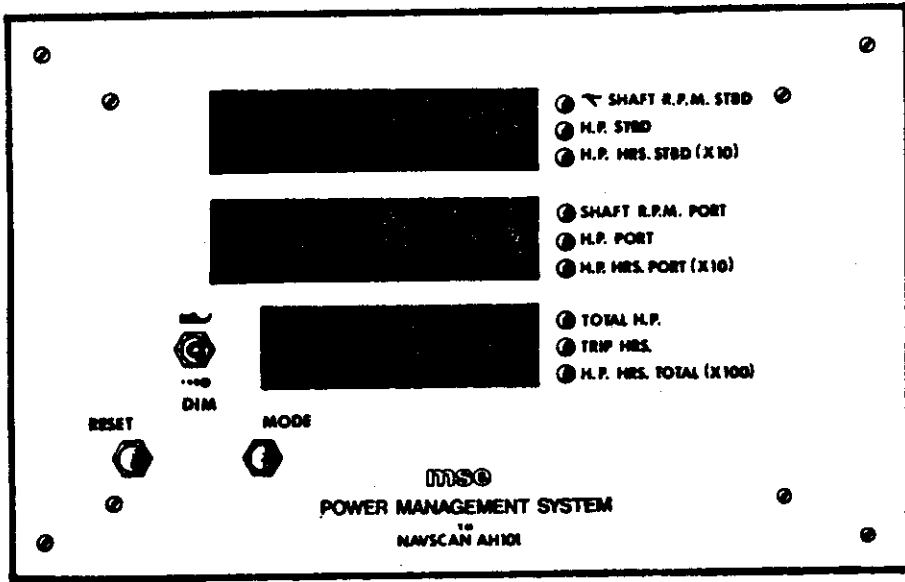 SHAFT R.P.M. STBD
H.P. STBD
H.P. HRS. STBD (X10)
SHAFT R.P.M. PORT
H.P. PORT
H.P. HRS. PORT (X10)
TOTAL H.P.
TRIP HRS.
H.P. HRS. TOTAL (X100)
DIM
RESET
MODE
mse
POWER MANAGEMENT SYSTEM
TM
NAVSCAN AH101